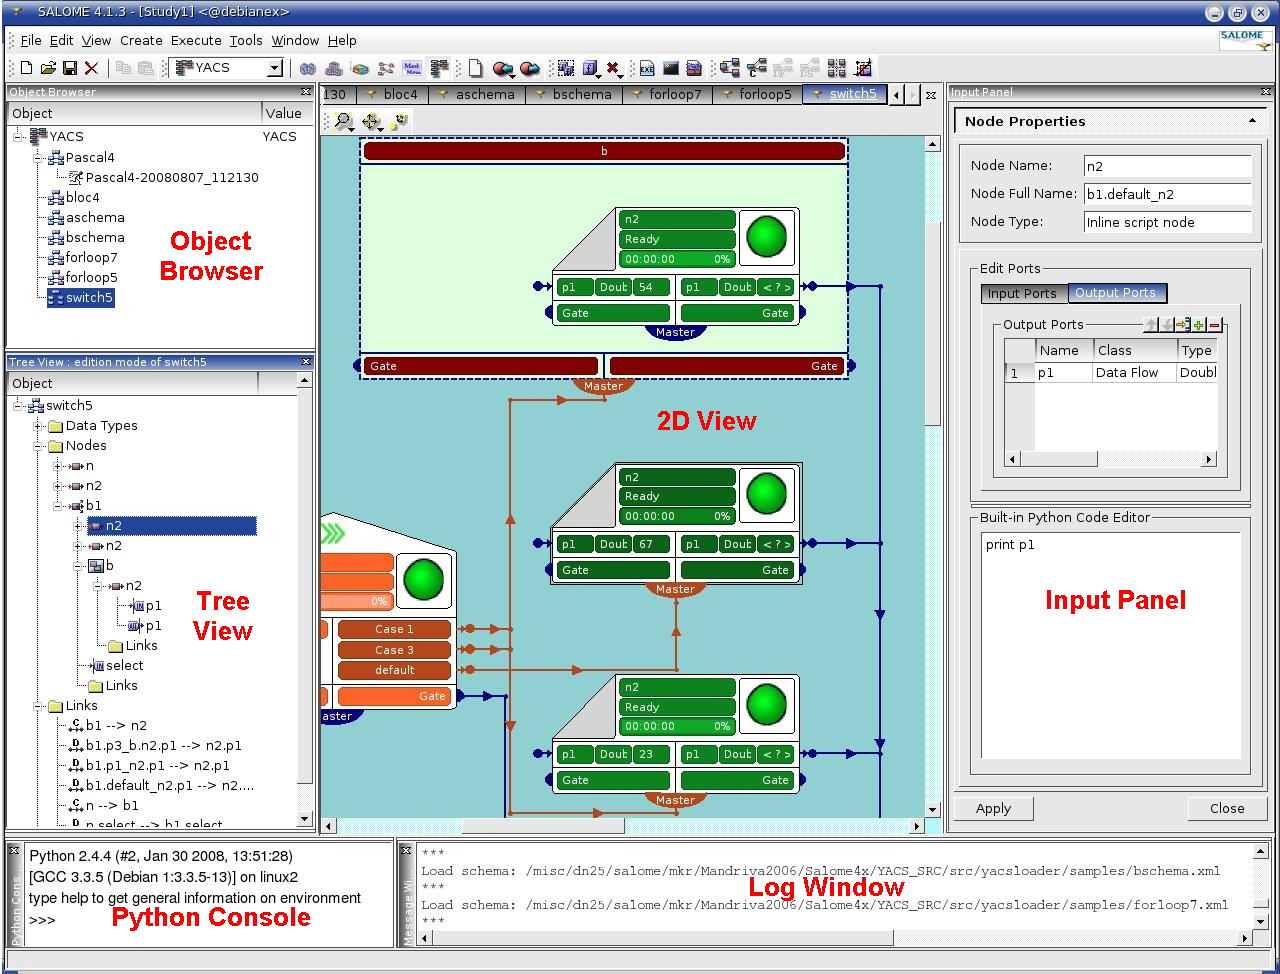 SALOME 4.1.3 - [Study1] <@debianex>
File Edit View Create Execute Tools Window Help
SALOME
YACS
Object Browser
Object Value
YACS YACS
Pascal4
Pascal4-20080807_112130
bloc4
aschema
bschema
forloop7
forloop5
switch5
Object Browser
Tree View : edition mode of switch5
Object
switch5
Data Types
Nodes
n
n2
b1
n2
n2
b
n2
p1
p1
Links
select
Links
Links
b1 --> n2
b1.p3_b.n2.p1 --> n2.p1
b1.p1_n2.p1 --> n2.p1
b1.default_n2.p1 --> n2....
n --> b1
n.select --> b1.select
Tree View
130 bloc4 aschema bschema forloop7 forloop5 switch5
b
n2
Ready
00:00:00 0%
p1 Doub 54 p1 Doub < ? >
Gate Gate
Master
Gate Gate
Master
2D View
n2
Ready
00:00:00 0%
p1 Doub 67 p1 Doub < ? >
Gate Gate
Master
0%
Case 1
Case 3
default
Gate
aster
n2
Ready
00:00:00 0%
p1 Doub 23 p1 Doub < ? >
Gate Gate
Master
Input Panel
Node Properties
Node Name: n2
Node Full Name: b1.default_n2
Node Type: Inline script node
Edit Ports
Input Ports Output Ports
Output Ports
Name Class Type
1 p1 Data Flow Doubl
Built-in Python Code Editor
print p1
Input Panel
Apply Close
Python Cons...
Python 2.4.4 (#2, Jan 30 2008, 13:51:28)
[GCC 3.3.5 (Debian 1:3.3.5-13)] on linux2
type help to get general information on environment
>>>
Python Console
Message Wi
***
Load schema: /misc/dn25/salome/mkr/Mandriva2006/Salome4x/YACS_SRC/src/yacsloader/samples/bschema.xml
***
Load schema: /misc/dn25/salome/mkr/Mandriva2006/Salome4x/YACS_SRC/src/yacsloader/samples/forloop7.xml
***
Log Window